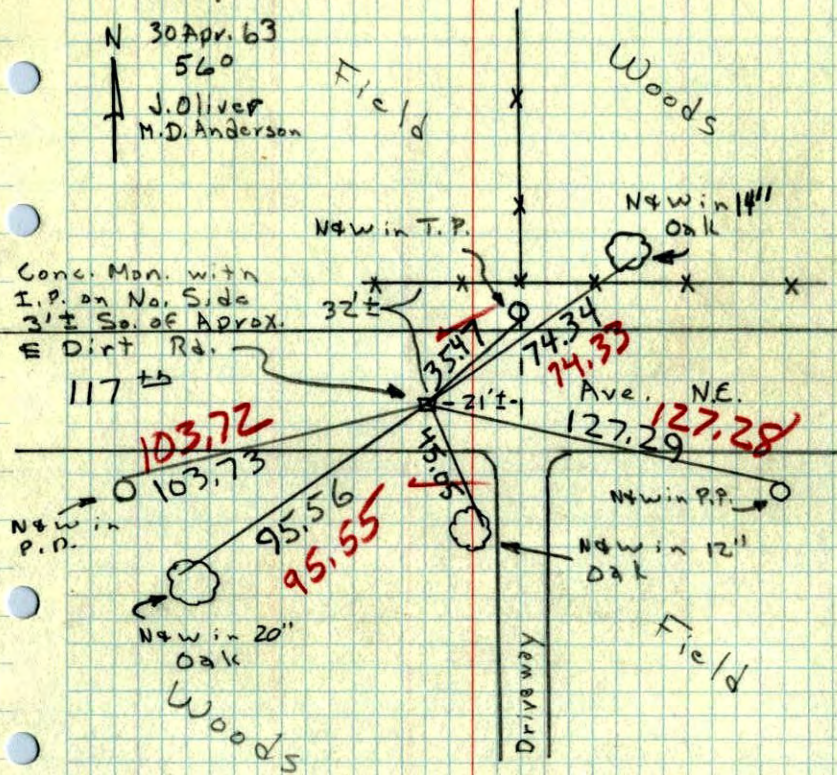 N 30 Apr. 63
56°
J. Oliver
M.D. Anderson
Field
Woods
N&W in T.P.
N&W in 14"
Oak
Conc. Mon. with
I.P. on No. Side
3'± So. of Aprox.
₵ Dirt Rd.
32'±
35.47
174.34
74.33
117 th
-21'±-
Ave. N.E.
103.72
103.73
127.29
127.28
45.05
95.56
95.55
N&W in
P.P.
N&W in P.P.
N&W in 12"
Oak
N&W in 20"
Oak
Driveway
Field
Woods